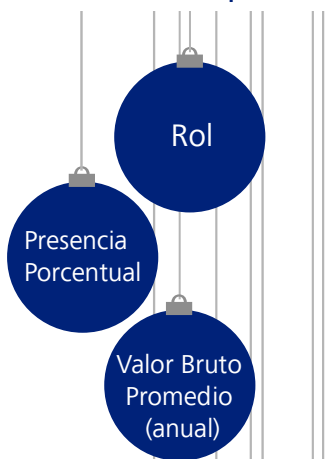 Rol
Presencia
Porcentual
Valor Bruto
Promedio
(anual)